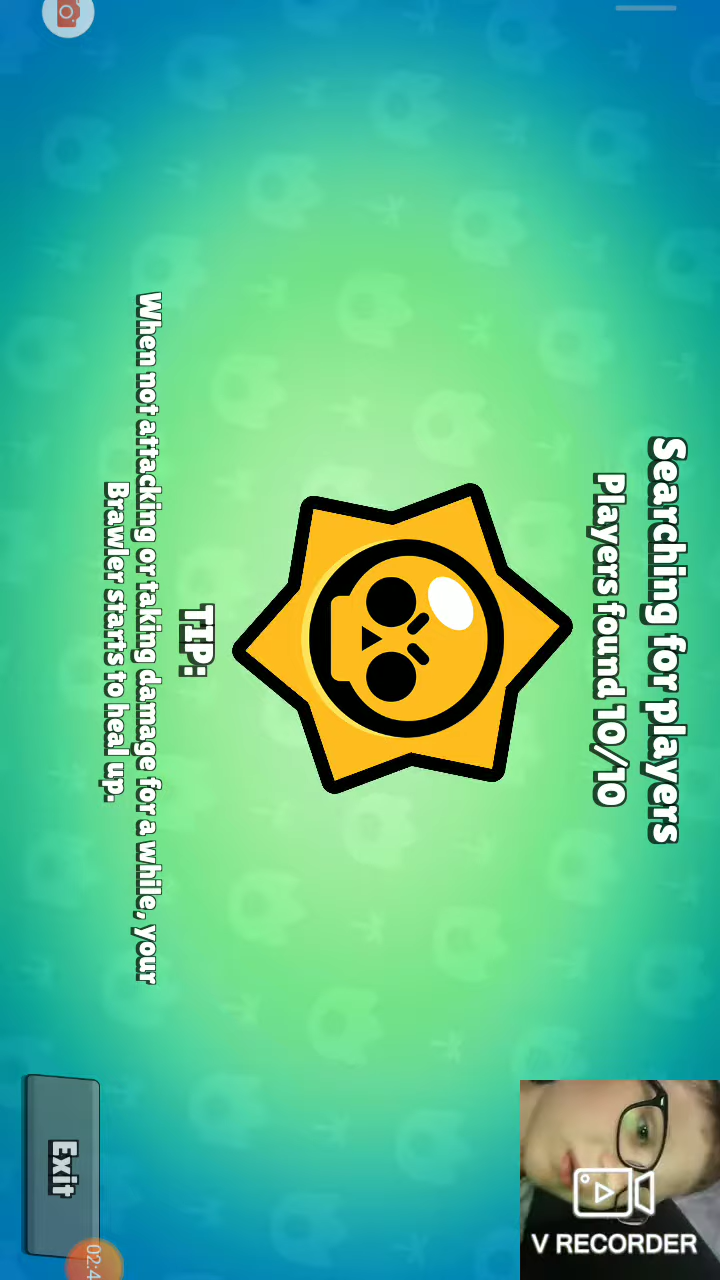 Searching for players
Players found 10/10
TIP:
When not attacking or taking damage for a while, your
Brawler starts to heal up.
Exit
V RECORDER